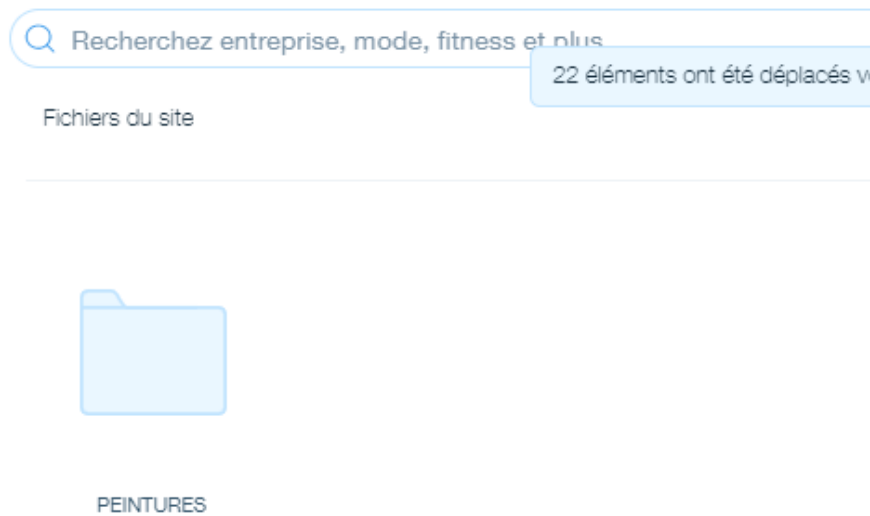 Recherchez entreprise, mode, fitness et plus
22 éléments ont été déplacés
Fichiers du site
PEINTURES